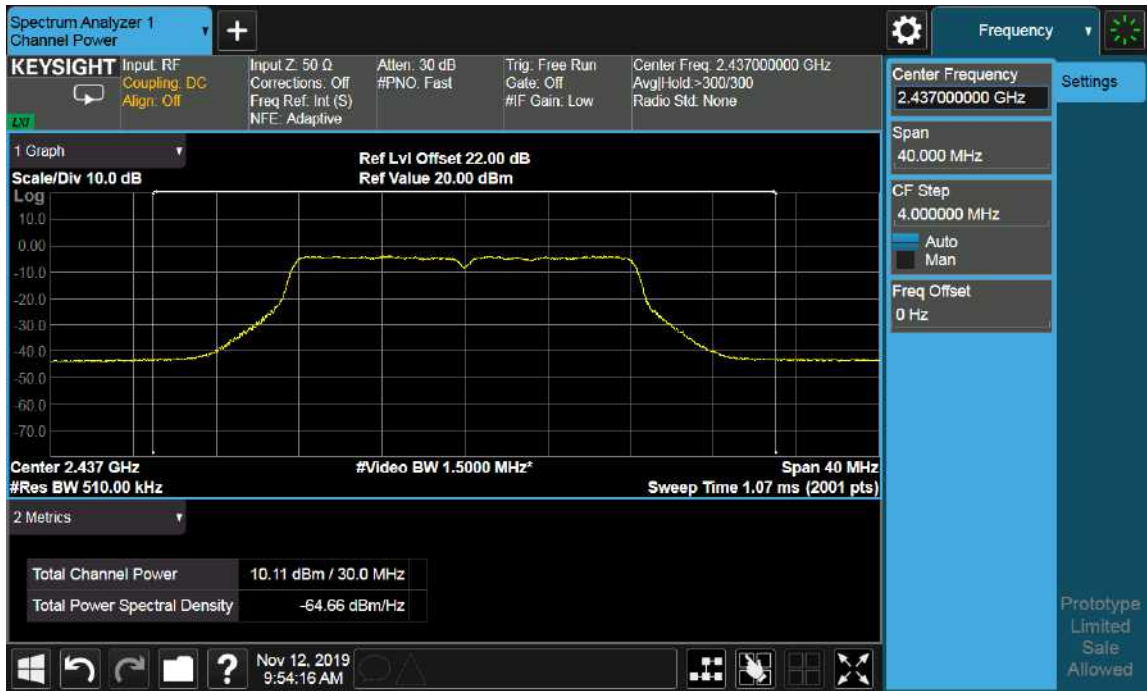 Spectrum Analyzer 1
Channel Power
+
Frequency
KEYSIGHT
Input: RF
Coupling: DC
Align: Off
Input Z: 50 Ω
Corrections: Off
Freq Ref: Int (S)
NFE: Adaptive
Atten: 30 dB
#PNO: Fast
Trig: Free Run
Gate: Off
#IF Gain: Low
Center Freq: 2.437000000 GHz
Avg|Hold:>300/300
Radio Std: None
LXI
1 Graph
Scale/Div 10.0 dB
Ref Lvl Offset 22.00 dB
Ref Value 20.00 dBm
Log
10.0
0.00
-10.0
-20.0
-30.0
-40.0
-50.0
-60.0
-70.0
Center 2.437 GHz
#Video BW 1.5000 MHz*
Span 40 MHz
#Res BW 510.00 kHz
Sweep Time 1.07 ms (2001 pts)
2 Metrics
Total Channel Power 10.11 dBm / 30.0 MHz
Total Power Spectral Density -64.66 dBm/Hz
Center Frequency
2.437000000 GHz
Settings
Span
40.000 MHz
CF Step
4.000000 MHz
Auto
Man
Freq Offset
0 Hz
Prototype
Limited
Sale
Allowed
?
Nov 12, 2019
9:54:16 AM